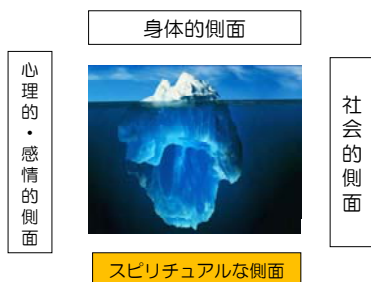 身体的側面
心理的・感情的側面
社会的側面
スピリチュアルな側面